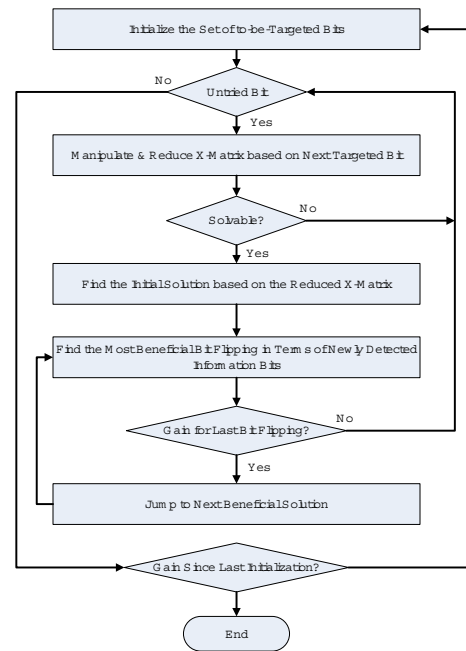 Initialize the Set of to-be-Targeted Bits
No
Untried Bit
Yes
Manipulate & Reduce X-Matrix based on Next Targeted Bit
Solvable?
No
Yes
Find the Initial Solution based on the Reduced X-Matrix
Find the Most Beneficial Bit Flipping in Terms of Newly Detected
Information Bits
Gain for Last Bit Flipping?
No
Yes
Jump to Next Beneficial Solution
Gain Since Last Initialization?
End